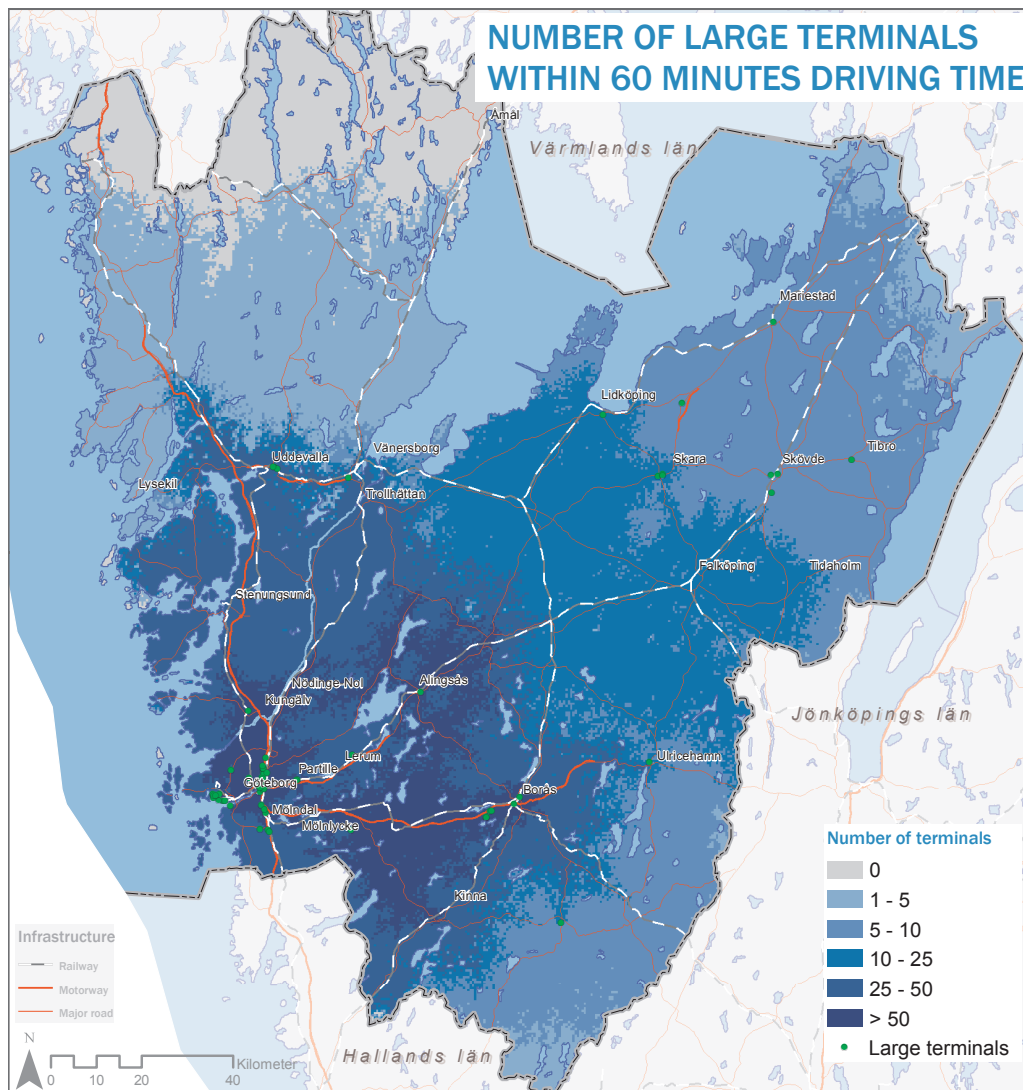 NUMBER OF LARGE TERMINALS
WITHIN 60 MINUTES DRIVING TIME
Åmål
Värmlands län
Mariestad
Lidköping
Vänersborg
Uddevalla
Skara
Skövde
Tibro
Lysekil
Trollhättan
Falköping
Tidaholm
Stenungsund
Nödinge-Nol
Alingsås
Kungälv
Jönköpings län
Lerum
Ulricehamn
Partille
Göteborg
Borås
Mölndal
Mölnlycke
Kinna
Hallands län
Number of terminals
0
1 - 5
5 - 10
10 - 25
25 - 50
> 50
Large terminals
Infrastructure
Railway
Motorway
Major road
N
Kilometer
0 10 20 40